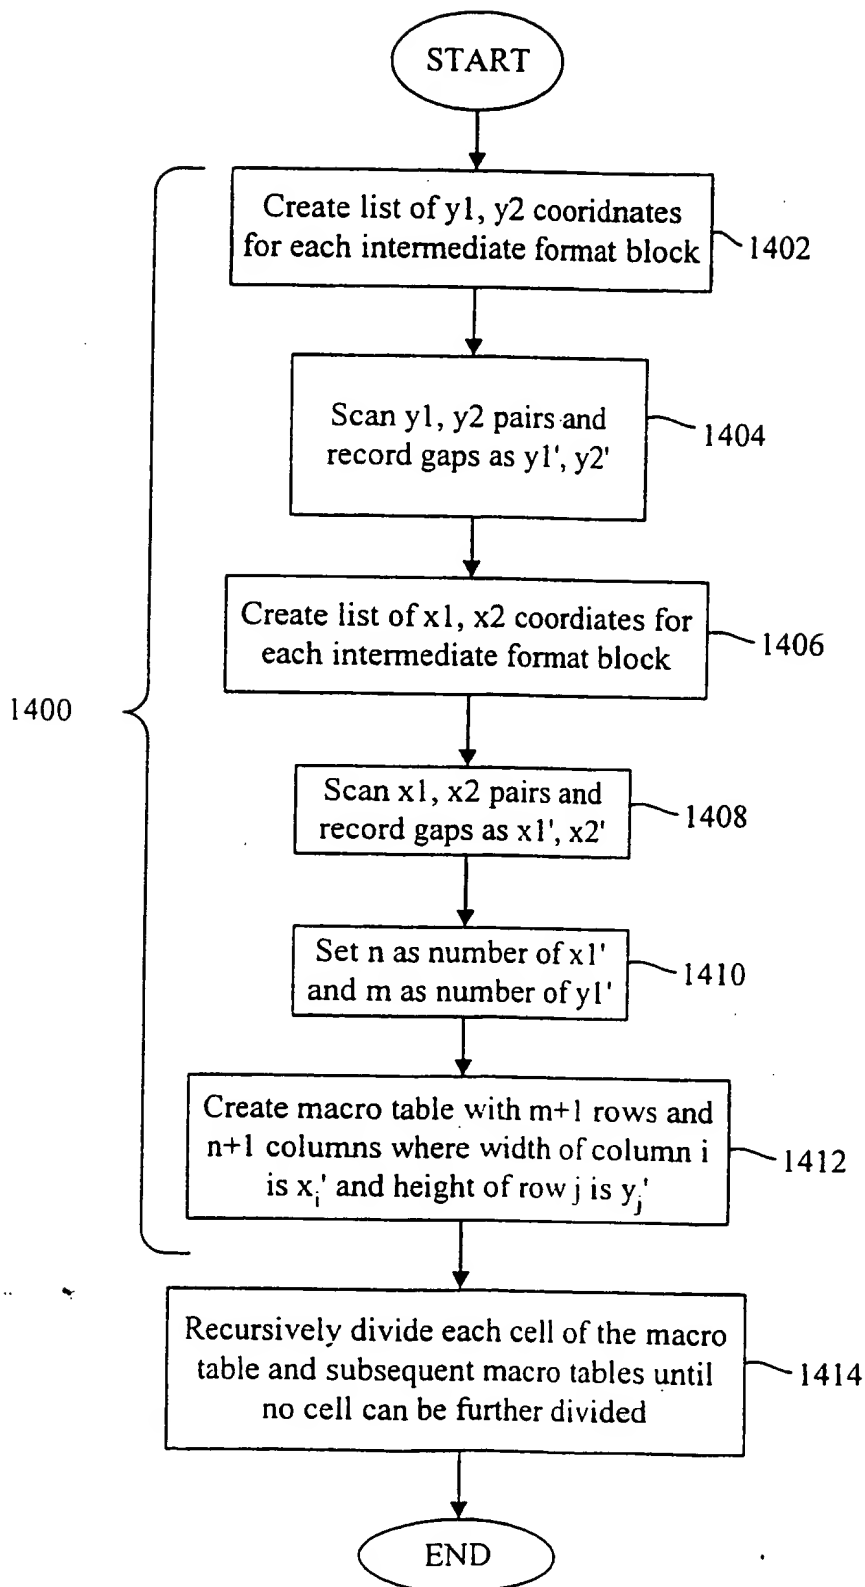 START
Create list of y1, y2 cooridnates
for each intermediate format block
1402
Scan y1, y2 pairs and
record gaps as y1', y2'
1404
Create list of x1, x2 coordiates for
each intermediate format block
1406
1400
Scan x1, x2 pairs and
record gaps as x1', x2'
1408
Set n as number of x1'
and m as number of y1'
1410
Create macro table with m+1 rows and
n+1 columns where width of column i
is xi' and height of row j is yj'
1412
Recursively divide each cell of the macro
table and subsequent macro tables until
no cell can be further divided
1414
END